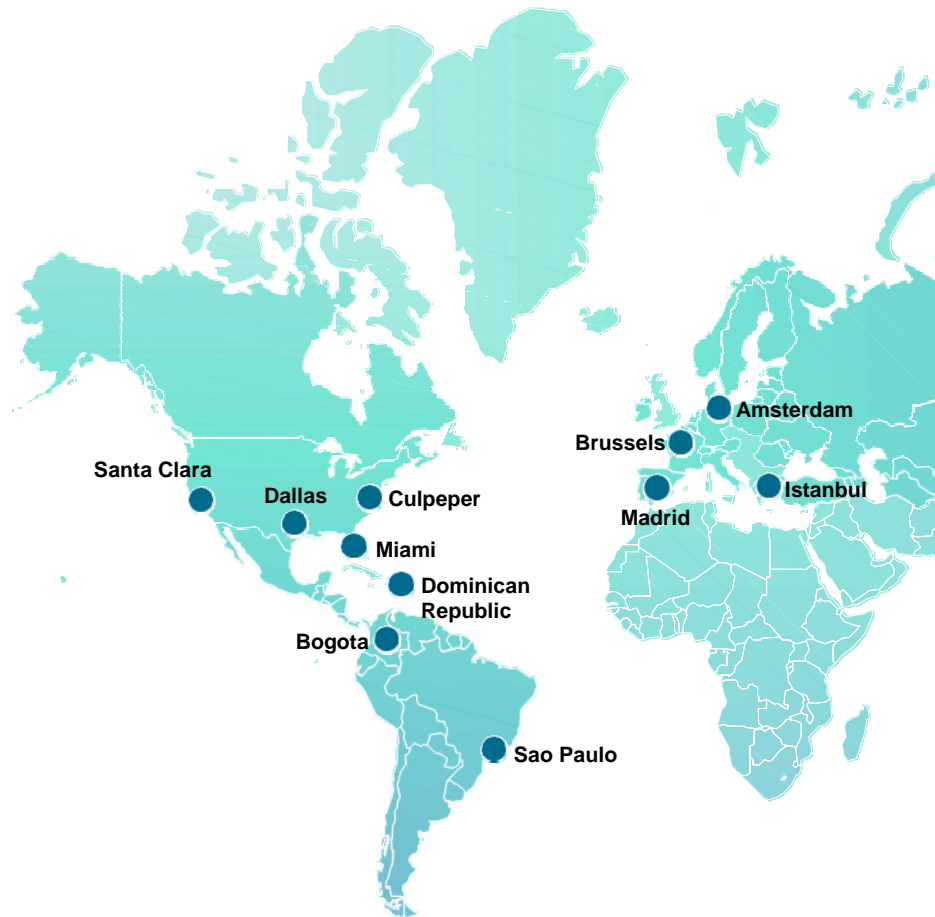 Amsterdam
Brussels
Santa Clara
Dallas
Culpeper
Istanbul
Madrid
Miami
Dominican
Republic
Bogota
Sao Paulo